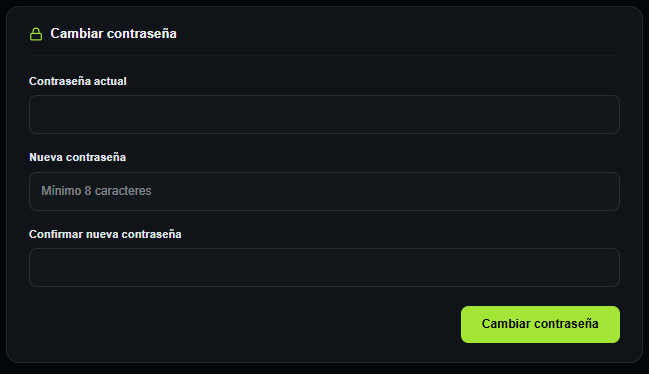 Cambiar contraseña
Contraseña actual
Nueva contraseña
Mínimo 8 caracteres
Confirmar nueva contraseña
Cambiar contraseña